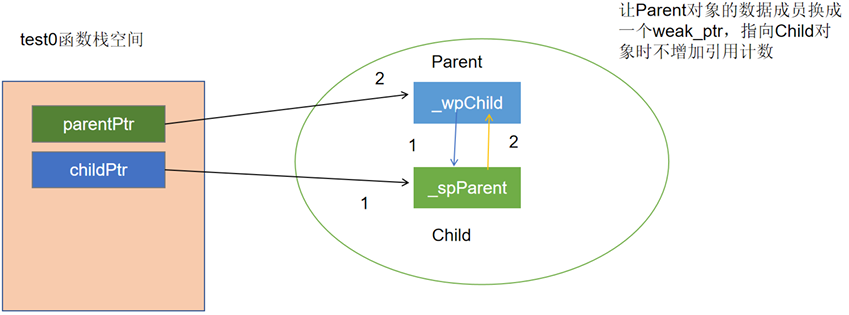 让Parent对象的数据成员换成
一个weak_ptr，指向Child对
象时不增加引用计数
test0函数栈空间
Parent
2
_wpChild
parentPtr
1
2
childPtr
_spParent
1
Child